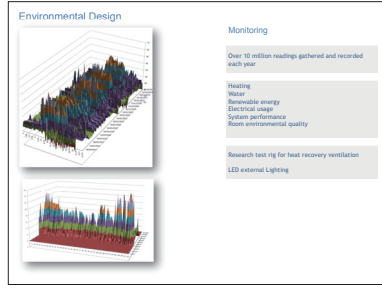 Environmental Design
Monitoring
Over 10 million readings gathered and recorded
each year
Heating
Water
Renewable energy
Electrical usage
System performance
Room environmental quality
Research test rig for heat recovery ventilation
LED external Lighting